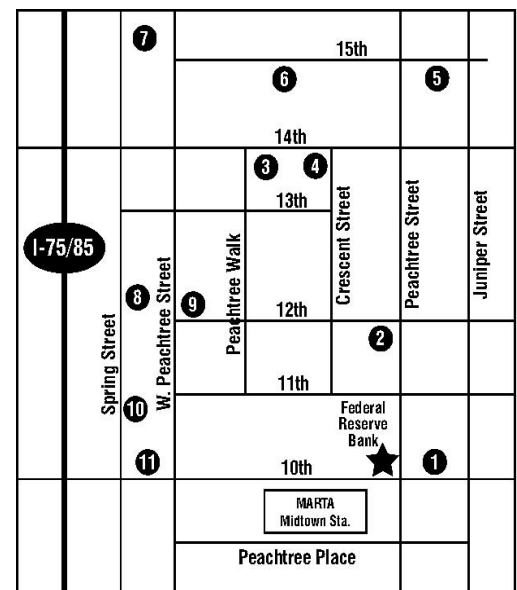 7
15th
6
5
14th
3
4
13th
I-75/85
Spring Street
8
W. Peachtree Street
9
Peachtree Walk
12th
Crescent Street
Peachtree Street
Juniper Street
2
11th
10
Federal
Reserve
Bank
11
10th
1
MARTA
Midtown Sta.
Peachtree Place